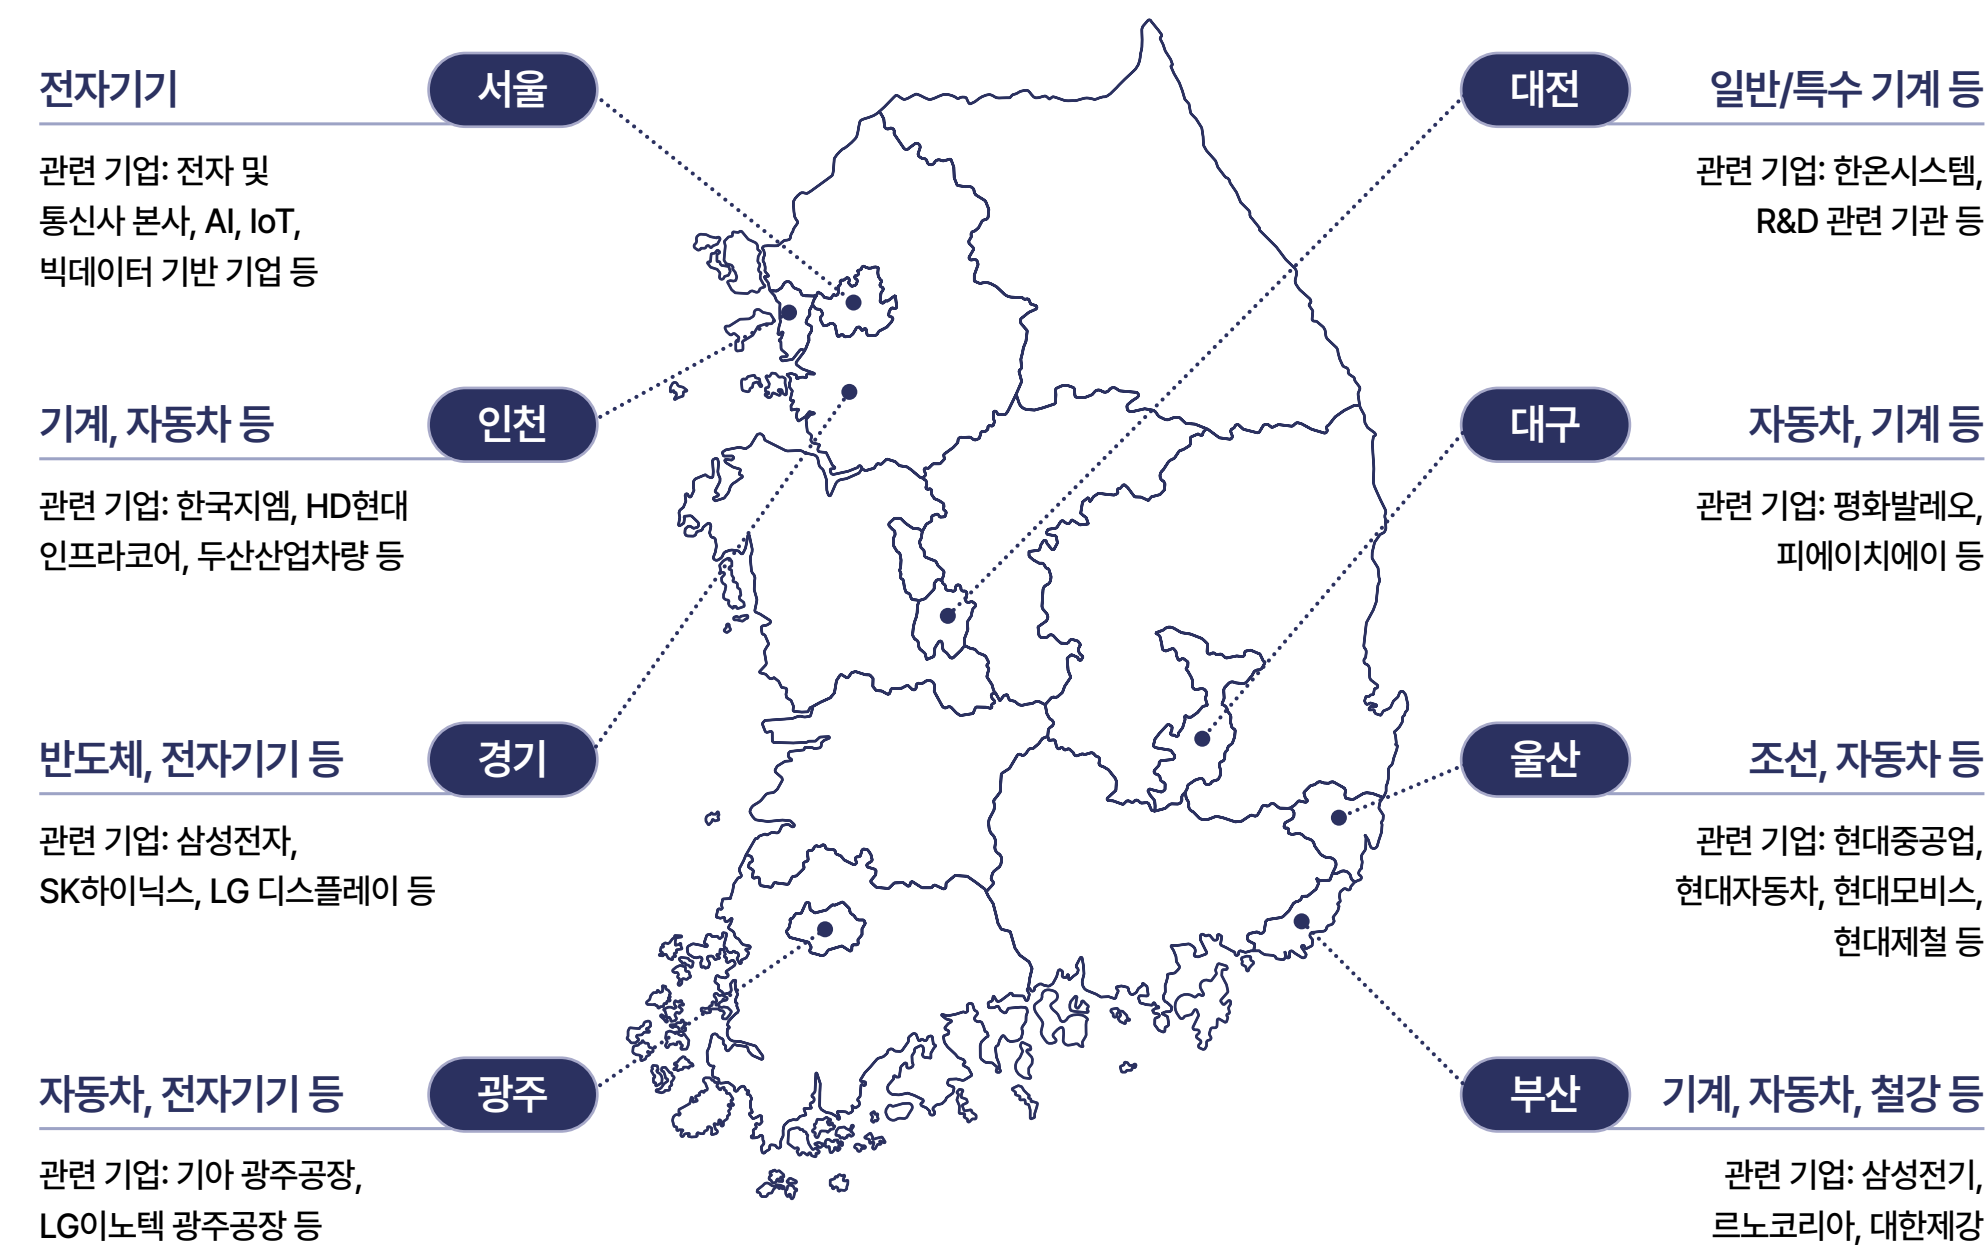 전자기기
서울
관련 기업: 전자 및
통신사 본사, AI, IoT,
빅데이터 기반 기업 등
기계, 자동차 등
인천
관련 기업: 한국지엠, HD현대
인프라코어, 두산산업차량 등
반도체, 전자기기 등
경기
관련 기업: 삼성전자,
SK하이닉스, LG 디스플레이 등
자동차, 전자기기 등
광주
관련 기업: 기아 광주공장,
LG이노텍 광주공장 등
대전
일반/특수 기계 등
관련 기업: 한온시스템,
R&D 관련 기관 등
대구
자동차, 기계 등
관련 기업: 평화발레오,
피에이치에이 등
울산
조선, 자동차 등
관련 기업: 현대중공업,
현대자동차, 현대모비스,
현대제철 등
부산
기계, 자동차, 철강 등
관련 기업: 삼성전기,
르노코리아, 대한제강